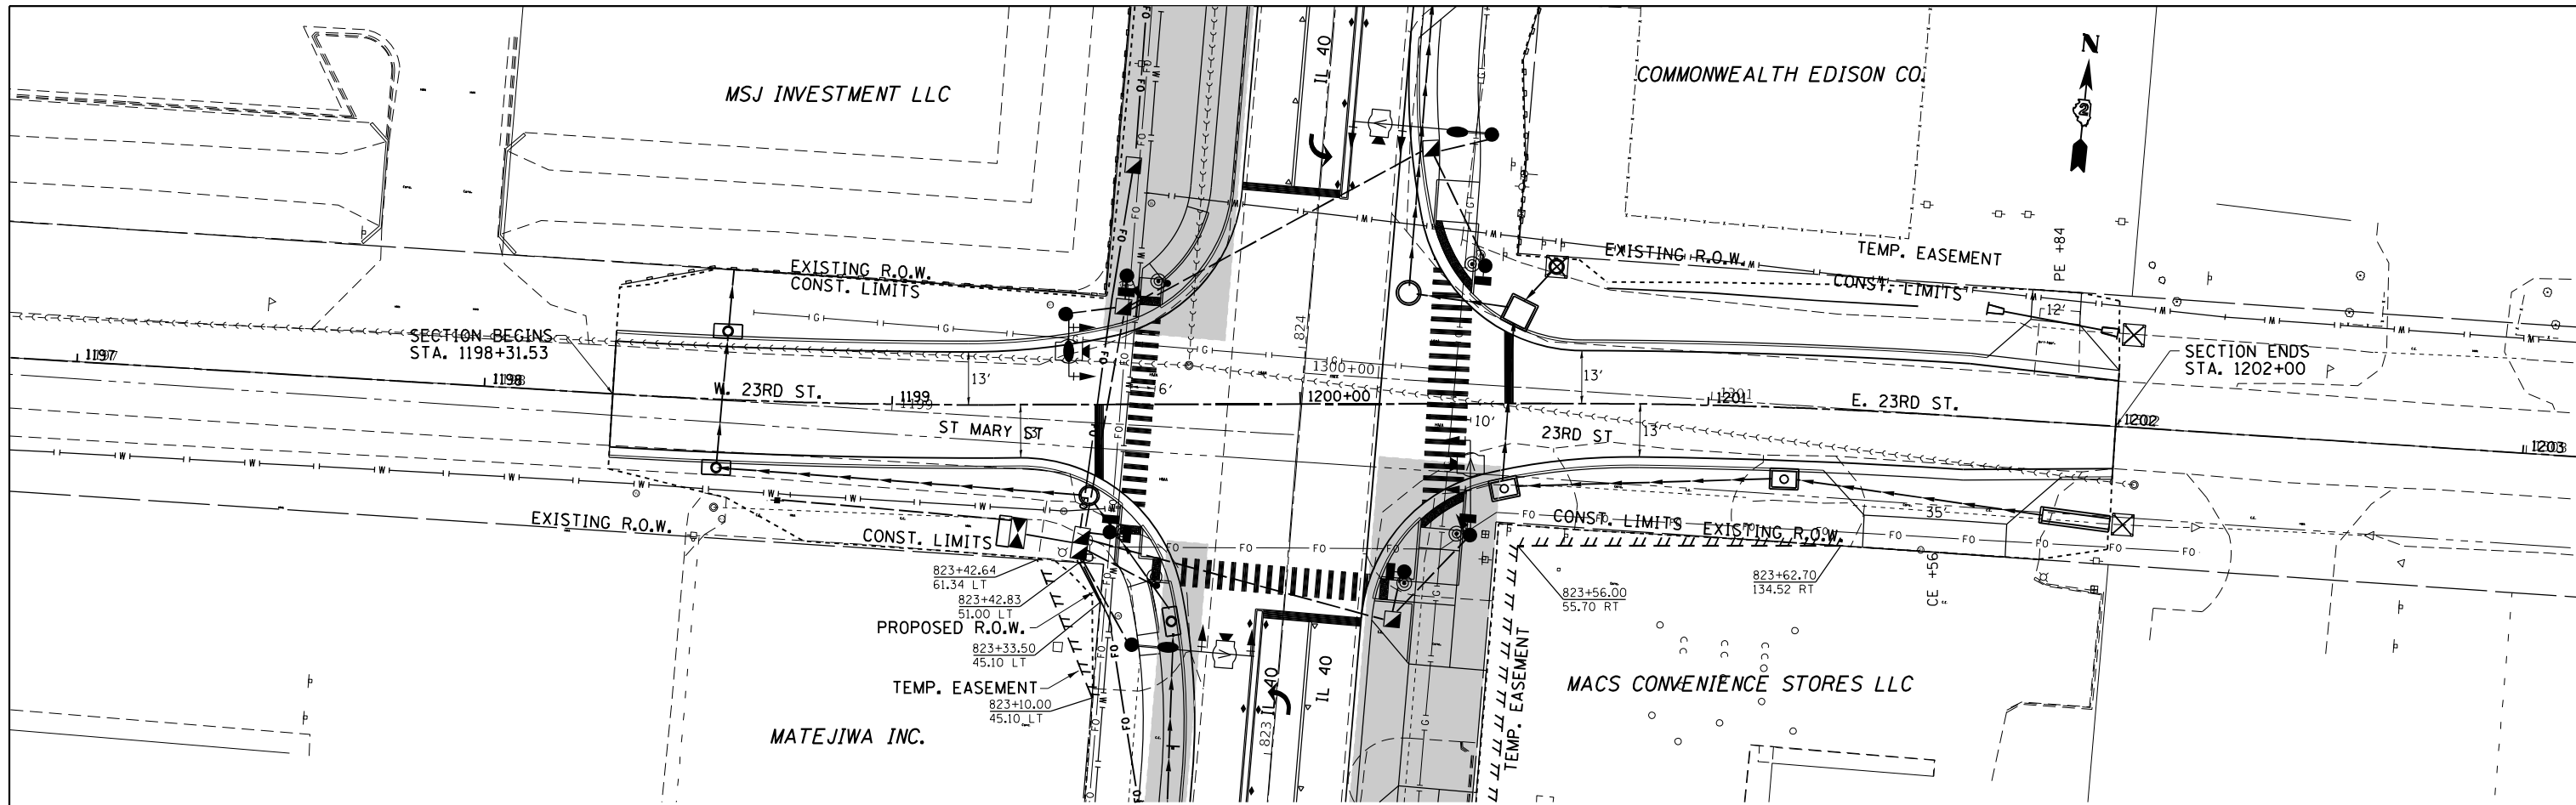 IL 40
N
2
COMMONWEALTH EDISON CO.
MSJ INVESTMENT LLC
EXISTING R.O.W.
CONST. LIMITS
EXISTING R.O.W.
TEMP. EASEMENT
CONST. LIMITS
PE +84
12'
SECTION BEGINS
STA. 1198+31.53
SECTION ENDS
STA. 1202+00
824
1300+00
1197
1198
W. 23RD ST.
1199
1199
13'
6'
1200+00
13'
1201
1201
E. 23RD ST.
1202
1203
ST MARY ST
13'
10'
23RD ST
13'
EXISTING R.O.W.
CONST. LIMITS
CONST. LIMITS
EXISTING R.O.W.
35'
CE +56
823+42.64
61.34 LT
823+42.83
51.00 LT
PROPOSED R.O.W.
823+33.50
45.10 LT
TEMP. EASEMENT
823+10.00
45.10 LT
823+56.00
55.70 RT
823+62.70
134.52 RT
TEMP. EASEMENT
MATEJIWA INC.
MACS CONVENIENCE STORES LLC
823
IL 40
IL 40
FO
G
W